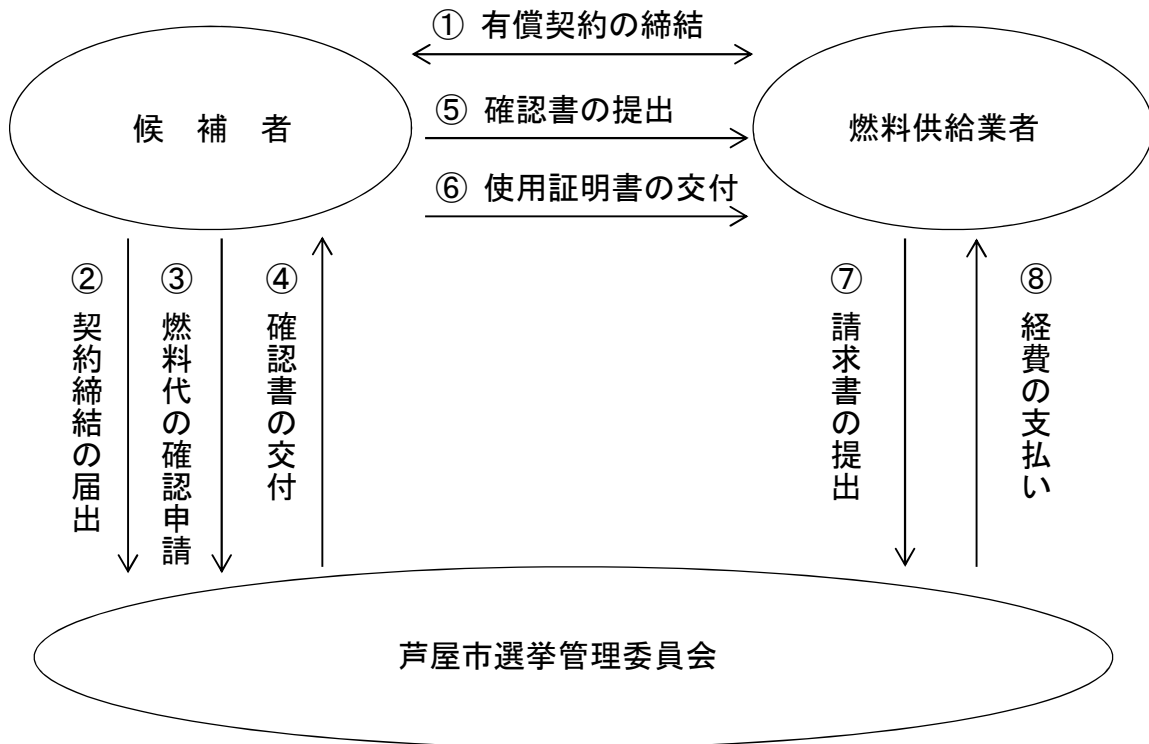 ① 有償契約の締結
候 補 者
⑤ 確認書の提出
燃料供給業者
⑥ 使用証明書の交付
② 契約締結の届出
③ 燃料代の確認申請
④ 確認書の交付
⑦ 請求書の提出
⑧ 経費の支払い
芦屋市選挙管理委員会